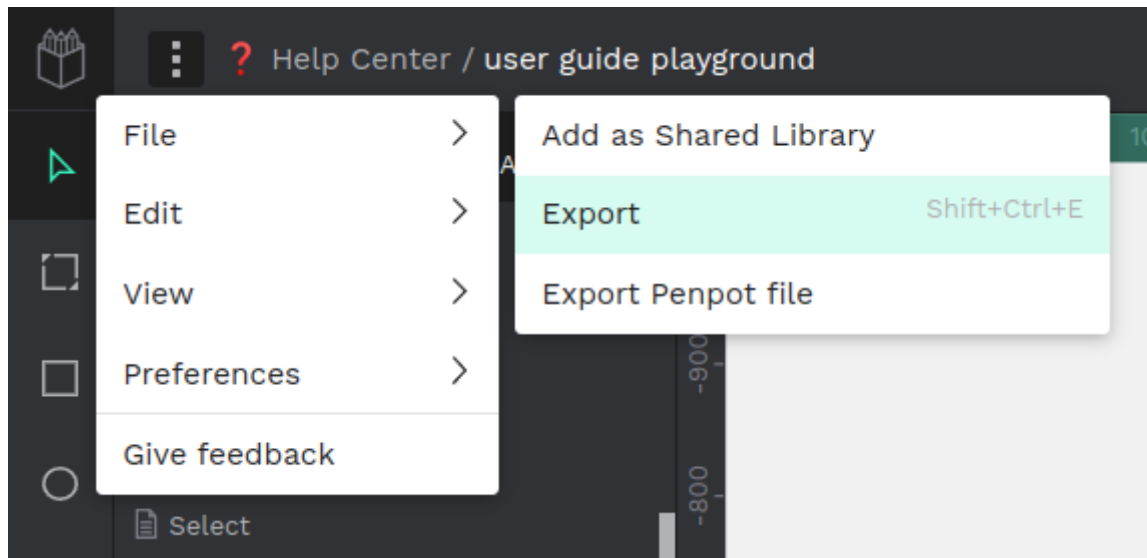 ❓ Help Center / user guide playground
File
Edit
View
Preferences
Give feedback
Add as Shared Library
Export Shift+Ctrl+E
Export Penpot file
A
10
-900
-800
Select